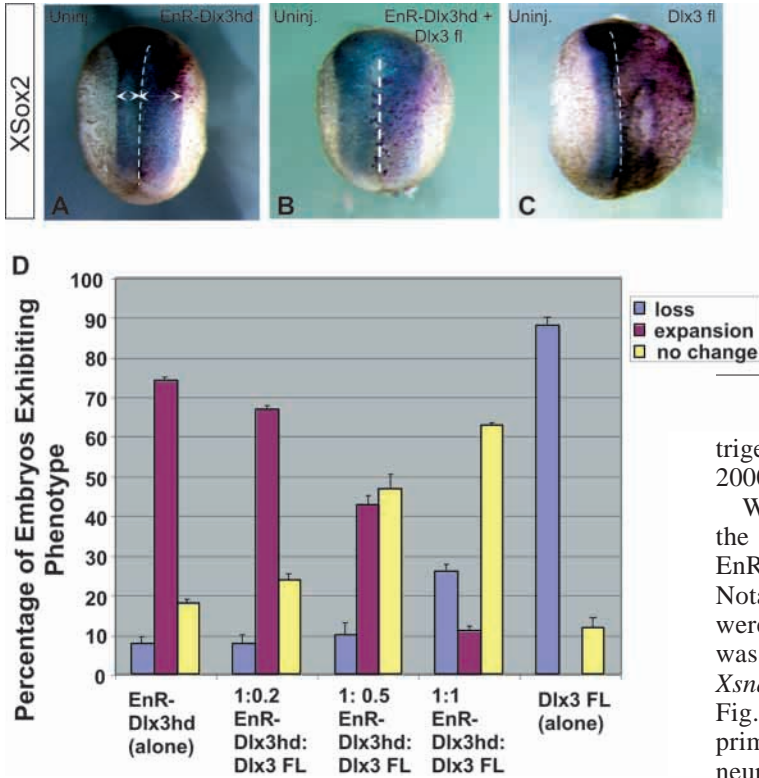 XSox2
Uninj.
EnR-Dlx3hd
A
Uninj.
EnR-Dlx3hd +
Dlx3 fl
B
Uninj.
Dlx3 fl
C
D
Percentage of Embryos Exhibiting
Phenotype
100
90
80
70
60
50
40
30
20
10
0
EnR-
Dlx3hd
(alone)
1:0.2
EnR-
Dlx3hd:
Dlx3 FL
1: 0.5
EnR-
Dlx3hd:
Dlx3 FL
1:1
EnR-
Dlx3hd:
Dlx3 FL
Dlx3 FL
(alone)
loss
expansion
no change
trige
2000
W
the
EnR
Nota
were
was
Fig.
prim
neur